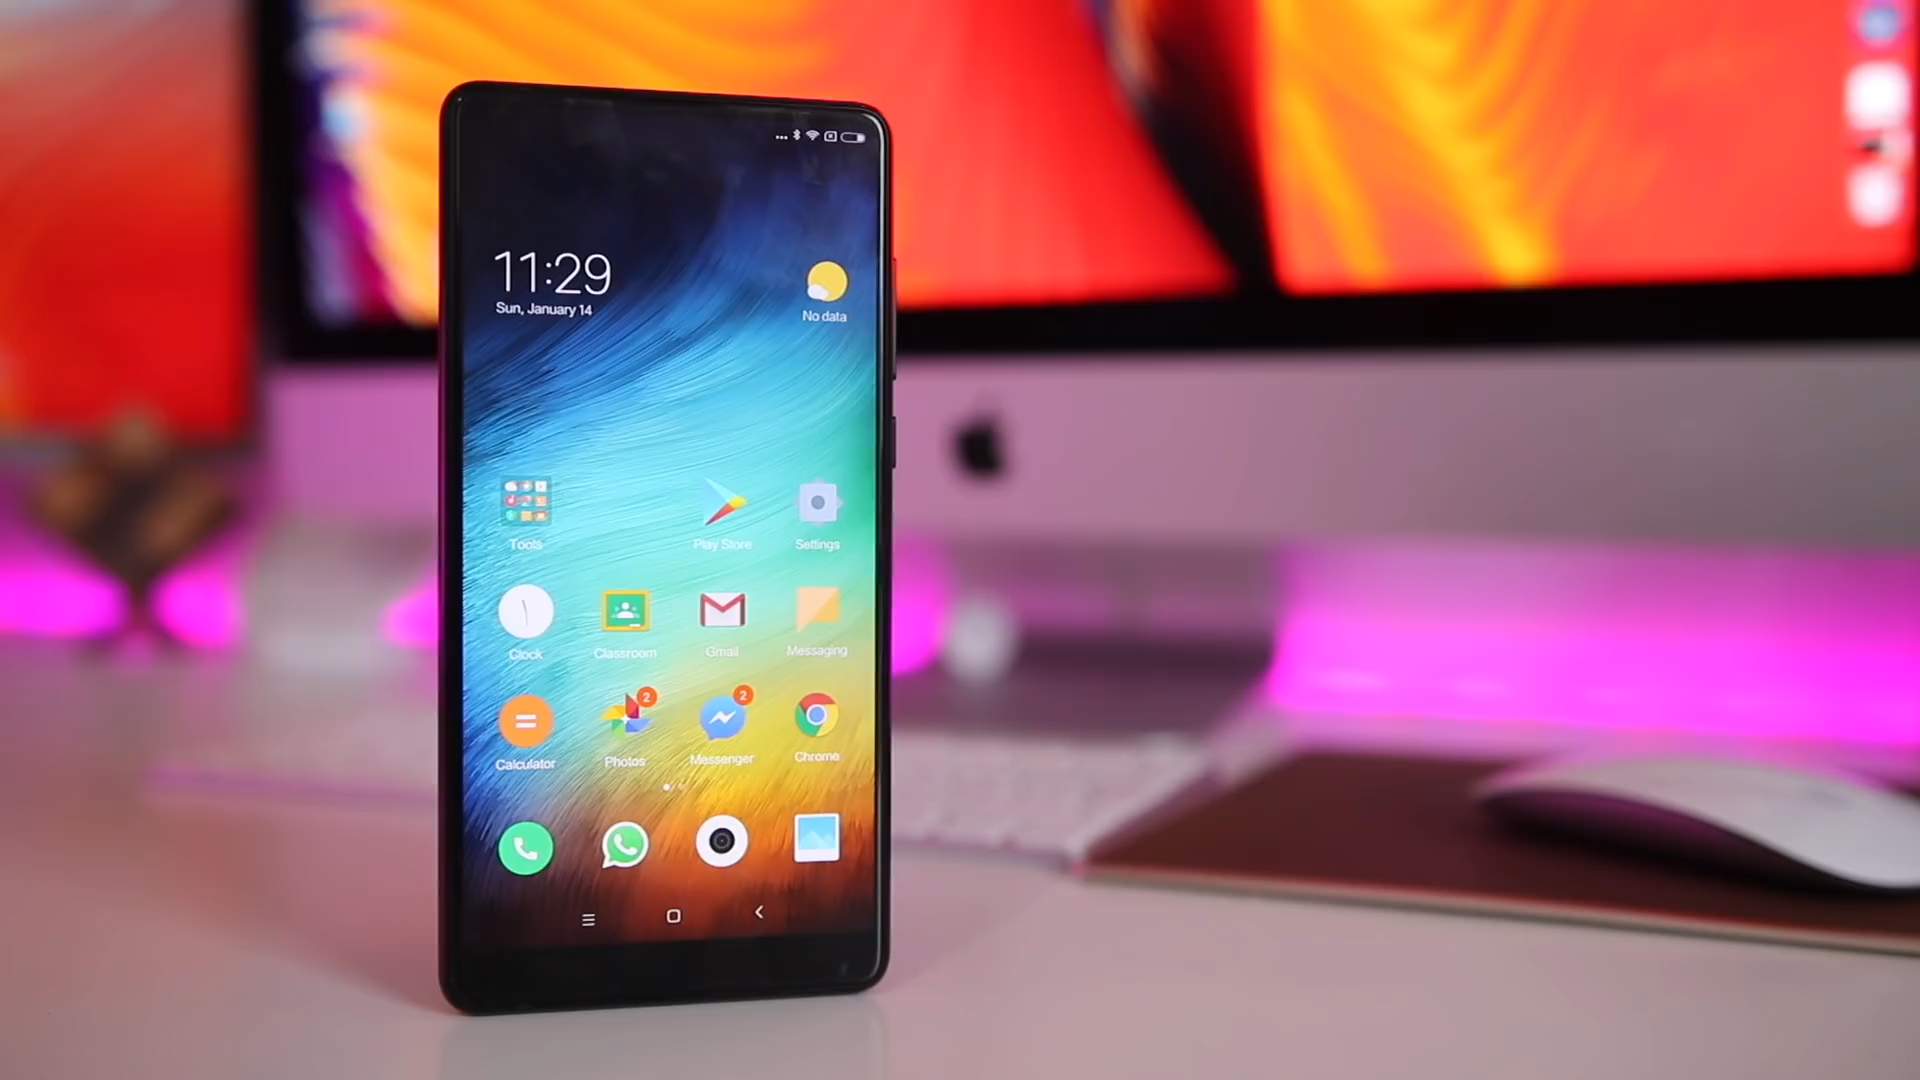 11:29
Sun, January 14
No data
Tools
Play Store
Settings
Clock
Classroom
Gmail
Messaging
2
2
Calculator
Photos
Messenger
Chrome